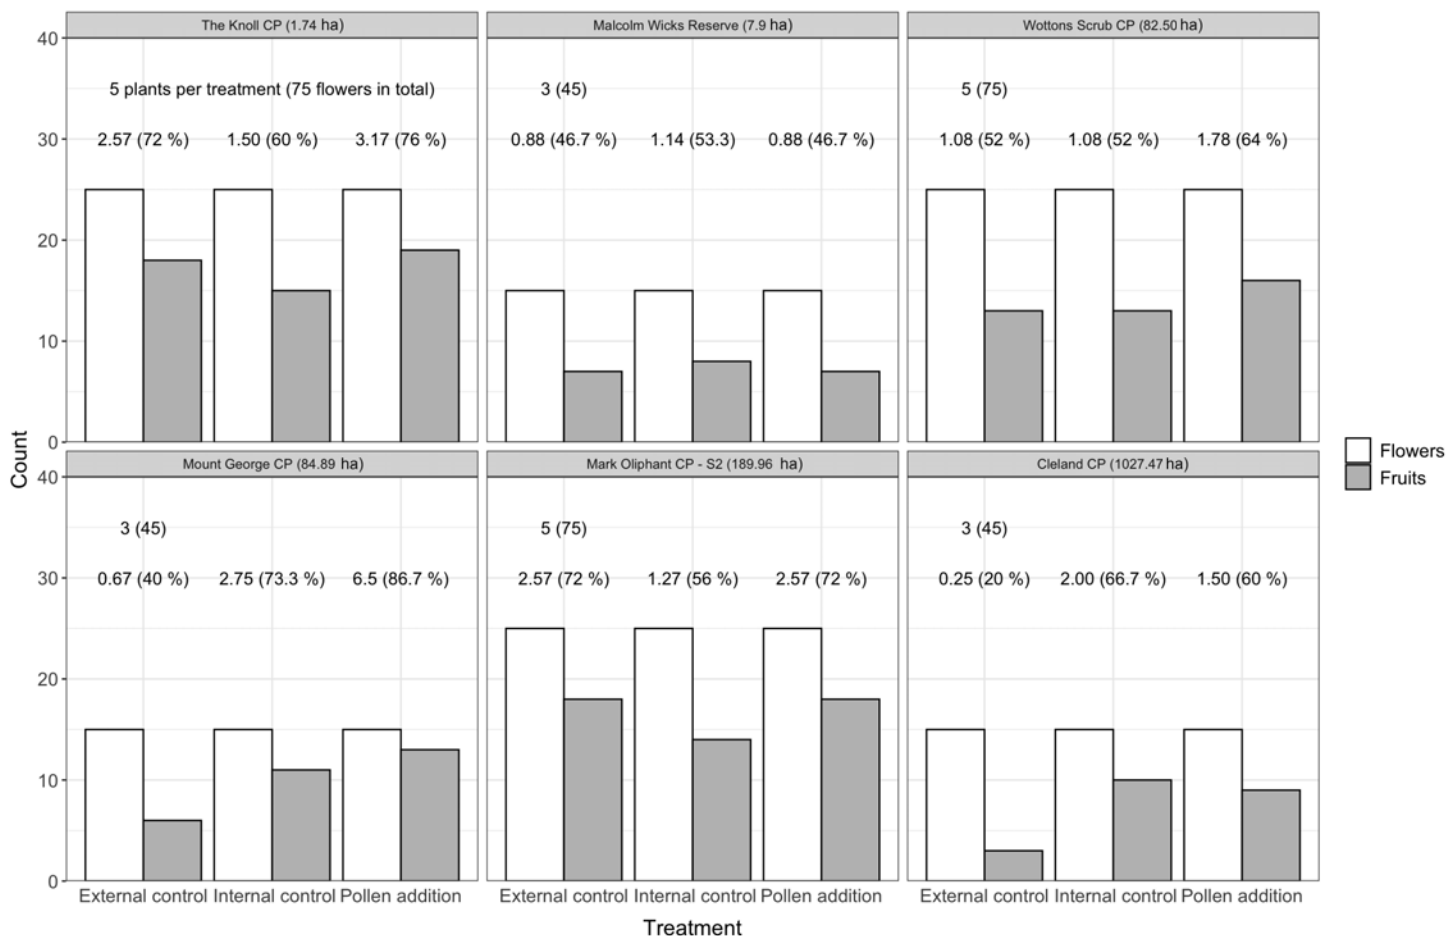 The Knoll CP (1.74 ha)
Malcolm Wicks Reserve (7.9 ha)
Wottons Scrub CP (82.50 ha)
40
30
20
10
0
5 plants per treatment (75 flowers in total)
2.57 (72 %) 1.50 (60 %) 3.17 (76 %)
3 (45)
0.88 (46.7 %) 1.14 (53.3) 0.88 (46.7 %)
5 (75)
1.08 (52 %) 1.08 (52 %) 1.78 (64 %)
Count
Flowers
Fruits
Mount George CP (84.89 ha)
Mark Oliphant CP - S2 (189.96 ha)
Cleland CP (1027.47 ha)
40
30
20
10
0
3 (45)
0.67 (40 %) 2.75 (73.3 %) 6.5 (86.7 %)
5 (75)
2.57 (72 %) 1.27 (56 %) 2.57 (72 %)
3 (45)
0.25 (20 %) 2.00 (66.7 %) 1.50 (60 %)
External control Internal control Pollen addition
External control Internal control Pollen addition
External control Internal control Pollen addition
Treatment